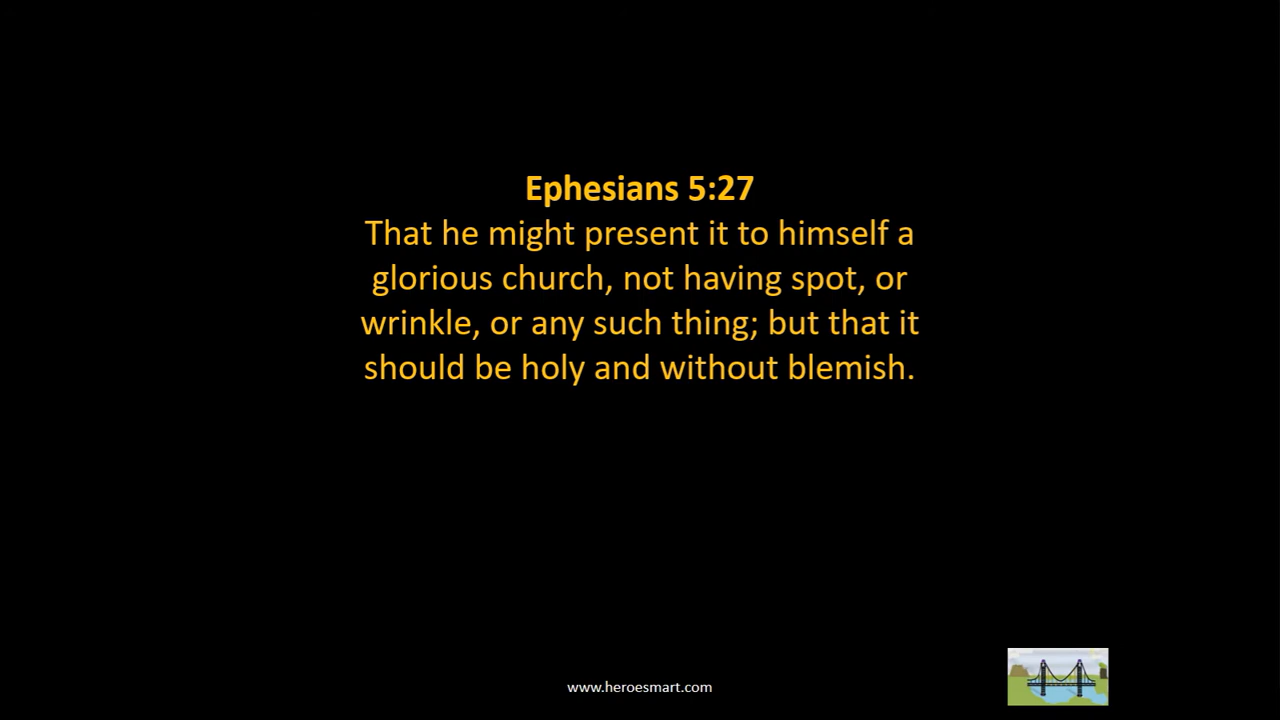 Ephesians 5:27
That he might present it to himself a
glorious church, not having spot, or
wrinkle, or any such thing; but that it
should be holy and without blemish.
www.heroesmart.com